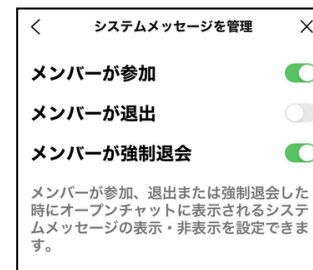 システムメッセージを管理
メンバーが参加
メンバーが退出
メンバーが強制退会
メンバーが参加、退出または強制退会した
時にオープンチャットに表示されるシステ
ムメッセージの表示・非表示を設定できま
す。